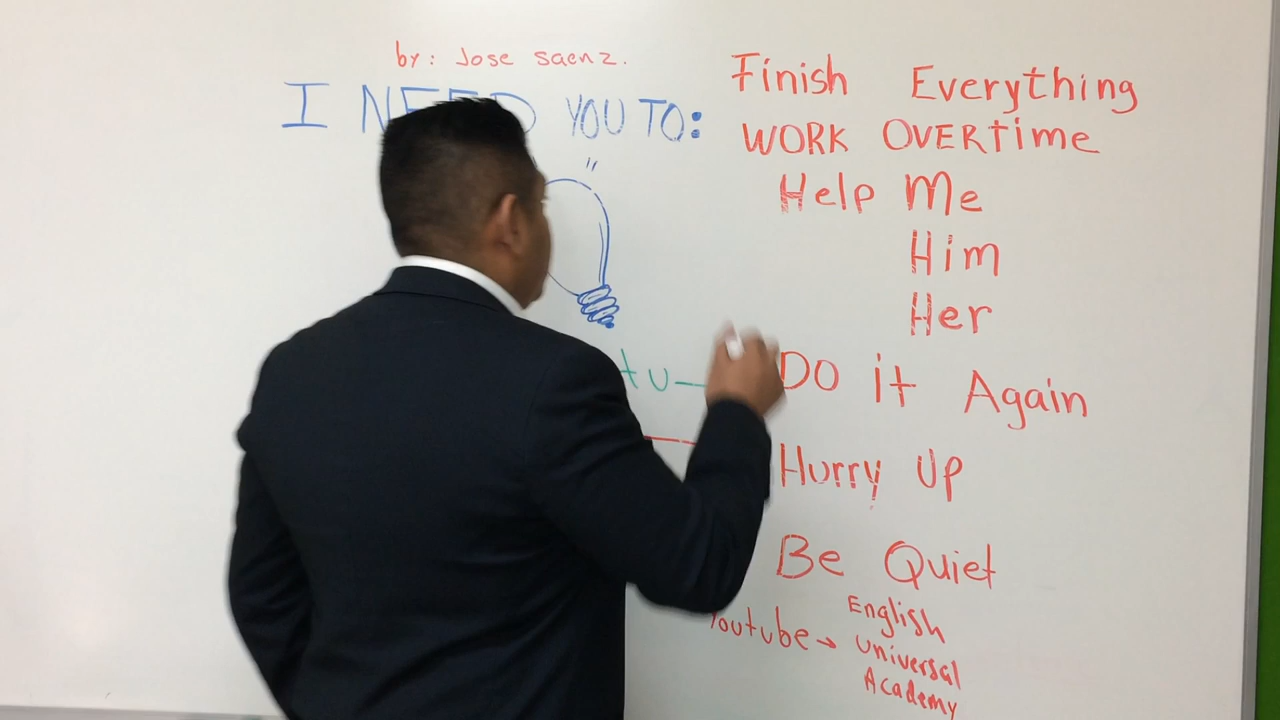 by: Jose Saenz.
I NEED YOU TO:
Finish Everything
WORK OVERTime
Help Me
Him
Her
Do it Again
Hurry Up
Be Quiet
Youtube → English
Universal
Academy